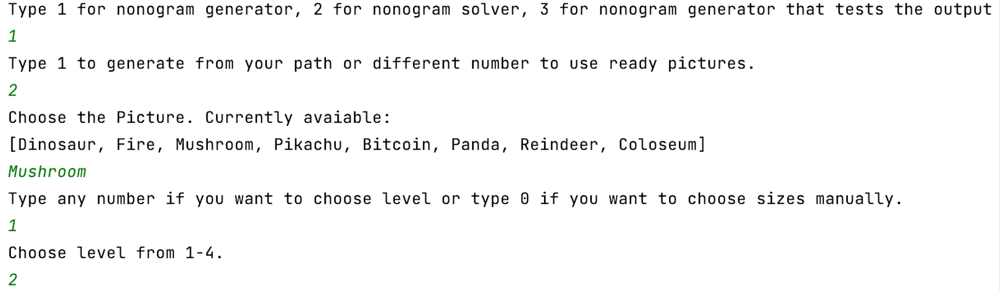 Type 1 for nonogram generator, 2 for nonogram solver, 3 for nonogram generator that tests the output
1
Type 1 to generate from your path or different number to use ready pictures.
2
Choose the Picture. Currently avaiable:
[Dinosaur, Fire, Mushroom, Pikachu, Bitcoin, Panda, Reindeer, Coloseum]
Mushroom
Type any number if you want to choose level or type 0 if you want to choose sizes manually.
1
Choose level from 1-4.
2